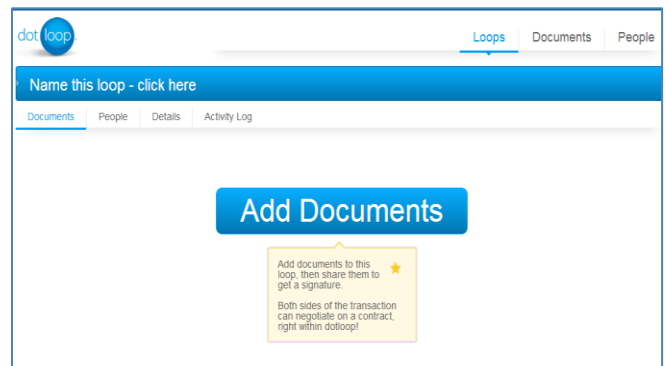 dot loop.
Loops Documents People
Name this loop - click here
Documents People Details Activity Log
Add Documents
Add documents to this
loop, then share them to
get a signature.
Both sides of the transaction
can negotiate on a contract,
right within dotloop!